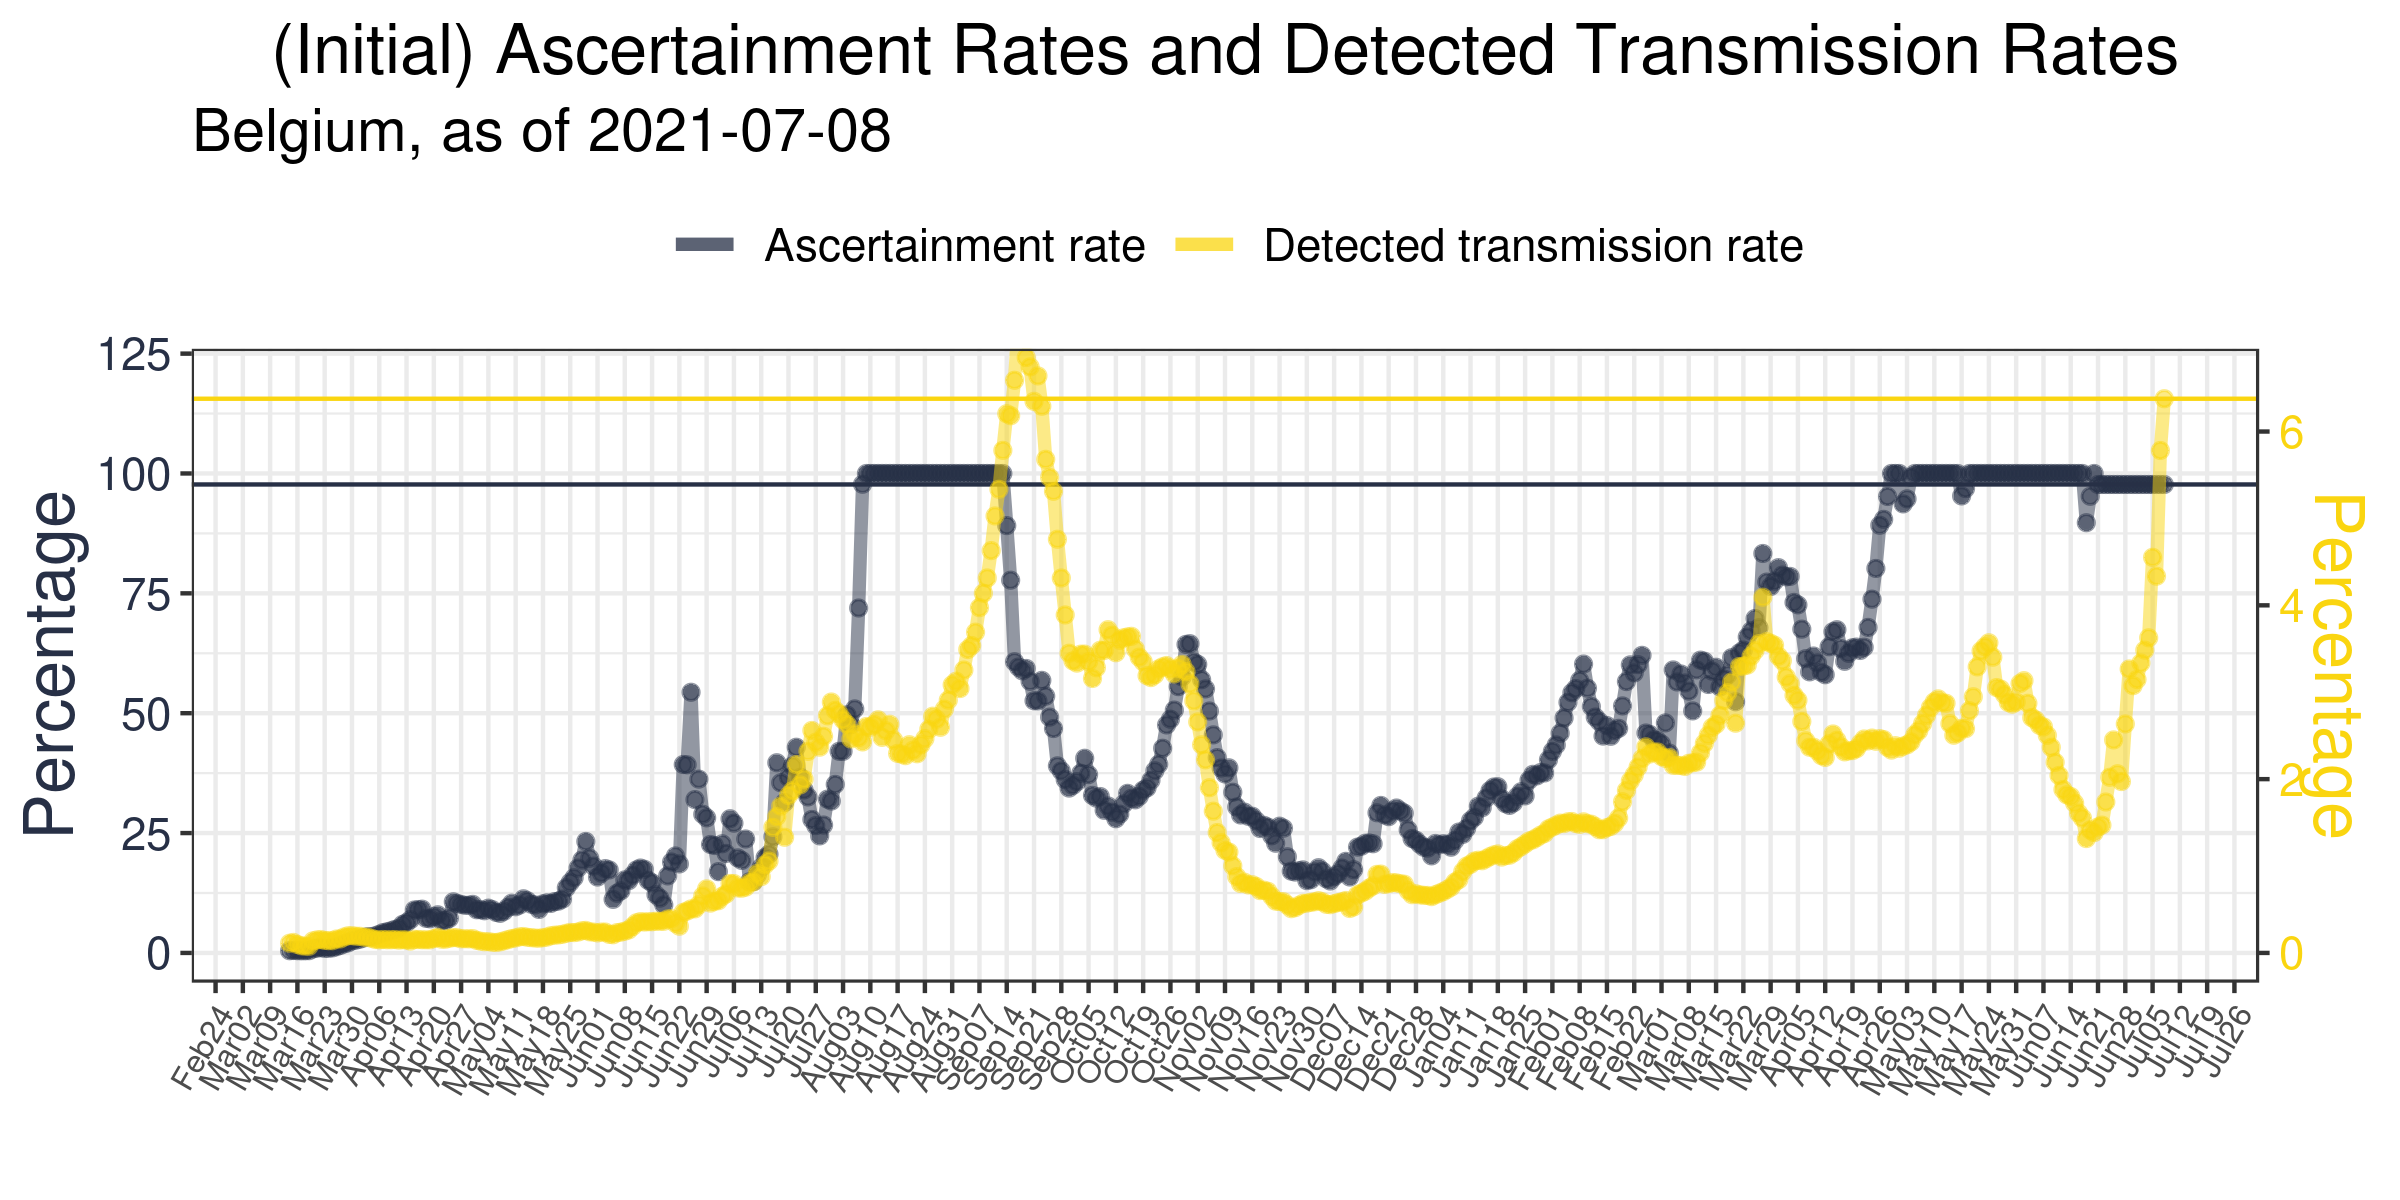 (Initial) Ascertainment Rates and Detected Transmission Rates
Belgium, as of 2021-07-08
Ascertainment rate
Detected transmission rate
Percentage
125
100
75
50
25
0
6
4
2
0
Percentage
Feb24
Mar02
Mar09
Mar16
Mar23
Mar30
Apr06
Apr13
Apr20
Apr27
May04
May11
May18
May25
Jun01
Jun08
Jun15
Jun22
Jun29
Jul06
Jul13
Jul20
Jul27
Aug03
Aug10
Aug17
Aug24
Aug31
Sep07
Sep14
Sep21
Sep28
Oct05
Oct12
Oct19
Oct26
Nov02
Nov09
Nov16
Nov23
Nov30
Dec07
Dec14
Dec21
Dec28
Jan04
Jan11
Jan18
Jan25
Feb01
Feb08
Feb15
Feb22
Mar01
Mar08
Mar15
Mar22
Mar29
Apr05
Apr12
Apr19
Apr26
May03
May10
May17
May24
May31
Jun07
Jun14
Jun21
Jun28
Jul05
Jul12
Jul19
Jul26